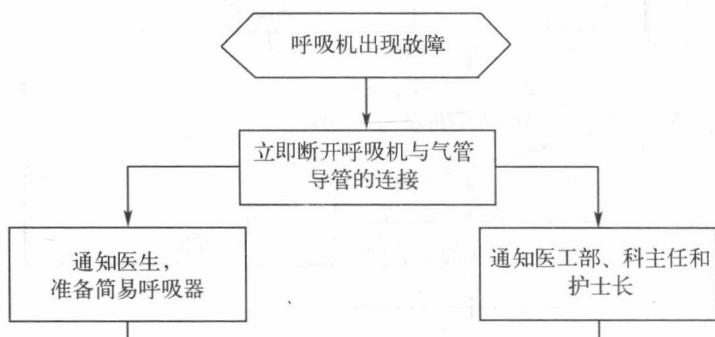 呼吸机出现故障
立即断开呼吸机与气管
导管的连接
通知医生,
准备简易呼吸器
通知医工部、科主任和
护士长